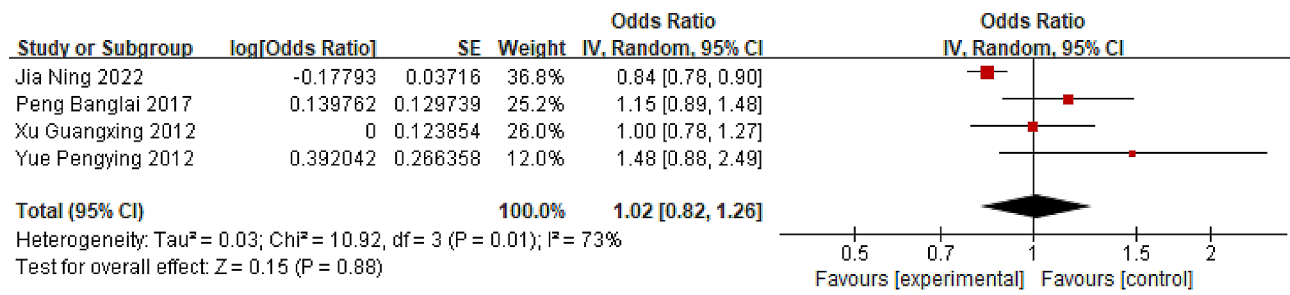 Odds Ratio Odds Ratio
Study or Subgroup log[Odds Ratio] SE Weight IV, Random, 95% CI IV, Random, 95% CI
Jia Ning 2022 -0.17793 0.03716 36.8% 0.84 [0.78, 0.90]
Peng Banglai 2017 0.139762 0.129739 25.2% 1.15 [0.89, 1.48]
Xu Guangxing 2012 0 0.123854 26.0% 1.00 [0.78, 1.27]
Yue Pengying 2012 0.392042 0.266358 12.0% 1.48 [0.88, 2.49]
Total (95% CI) 100.0% 1.02 [0.82, 1.26]
Heterogeneity: Tau² = 0.03; Chi² = 10.92, df = 3 (P = 0.01); I² = 73%
Test for overall effect: Z = 0.15 (P = 0.88)
0.5 0.7 1 1.5 2
Favours [experimental] Favours [control]